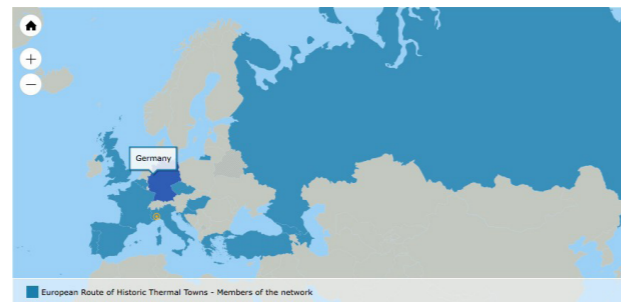 Germany
European Route of Historic Thermal Towns – Members of the network